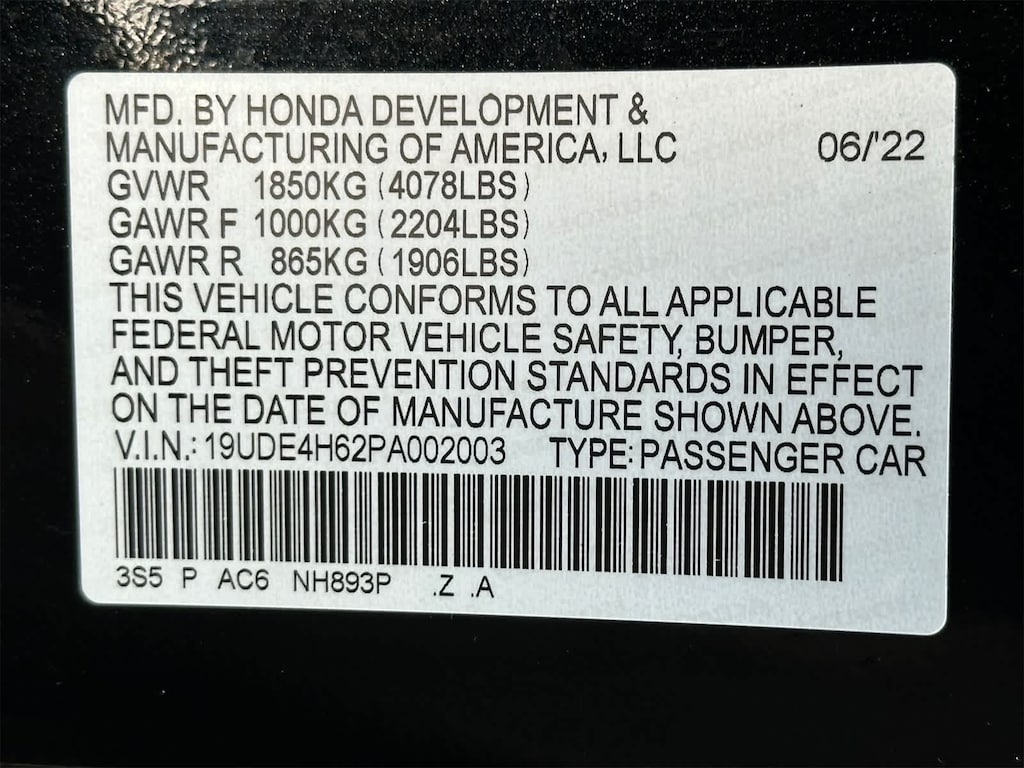 MFD. BY HONDA DEVELOPMENT &
MANUFACTURING OF AMERICA, LLC 06/'22
GVWR 1850KG (4078LBS)
GAWR F 1000KG (2204LBS)
GAWR R 865KG (1906LBS)
THIS VEHICLE CONFORMS TO ALL APPLICABLE
FEDERAL MOTOR VEHICLE SAFETY, BUMPER,
AND THEFT PREVENTION STANDARDS IN EFFECT
ON THE DATE OF MANUFACTURE SHOWN ABOVE.
V.I.N.: 19UDE4H62PA002003 TYPE: PASSENGER CAR
3S5 P AC6 NH893P .Z .A